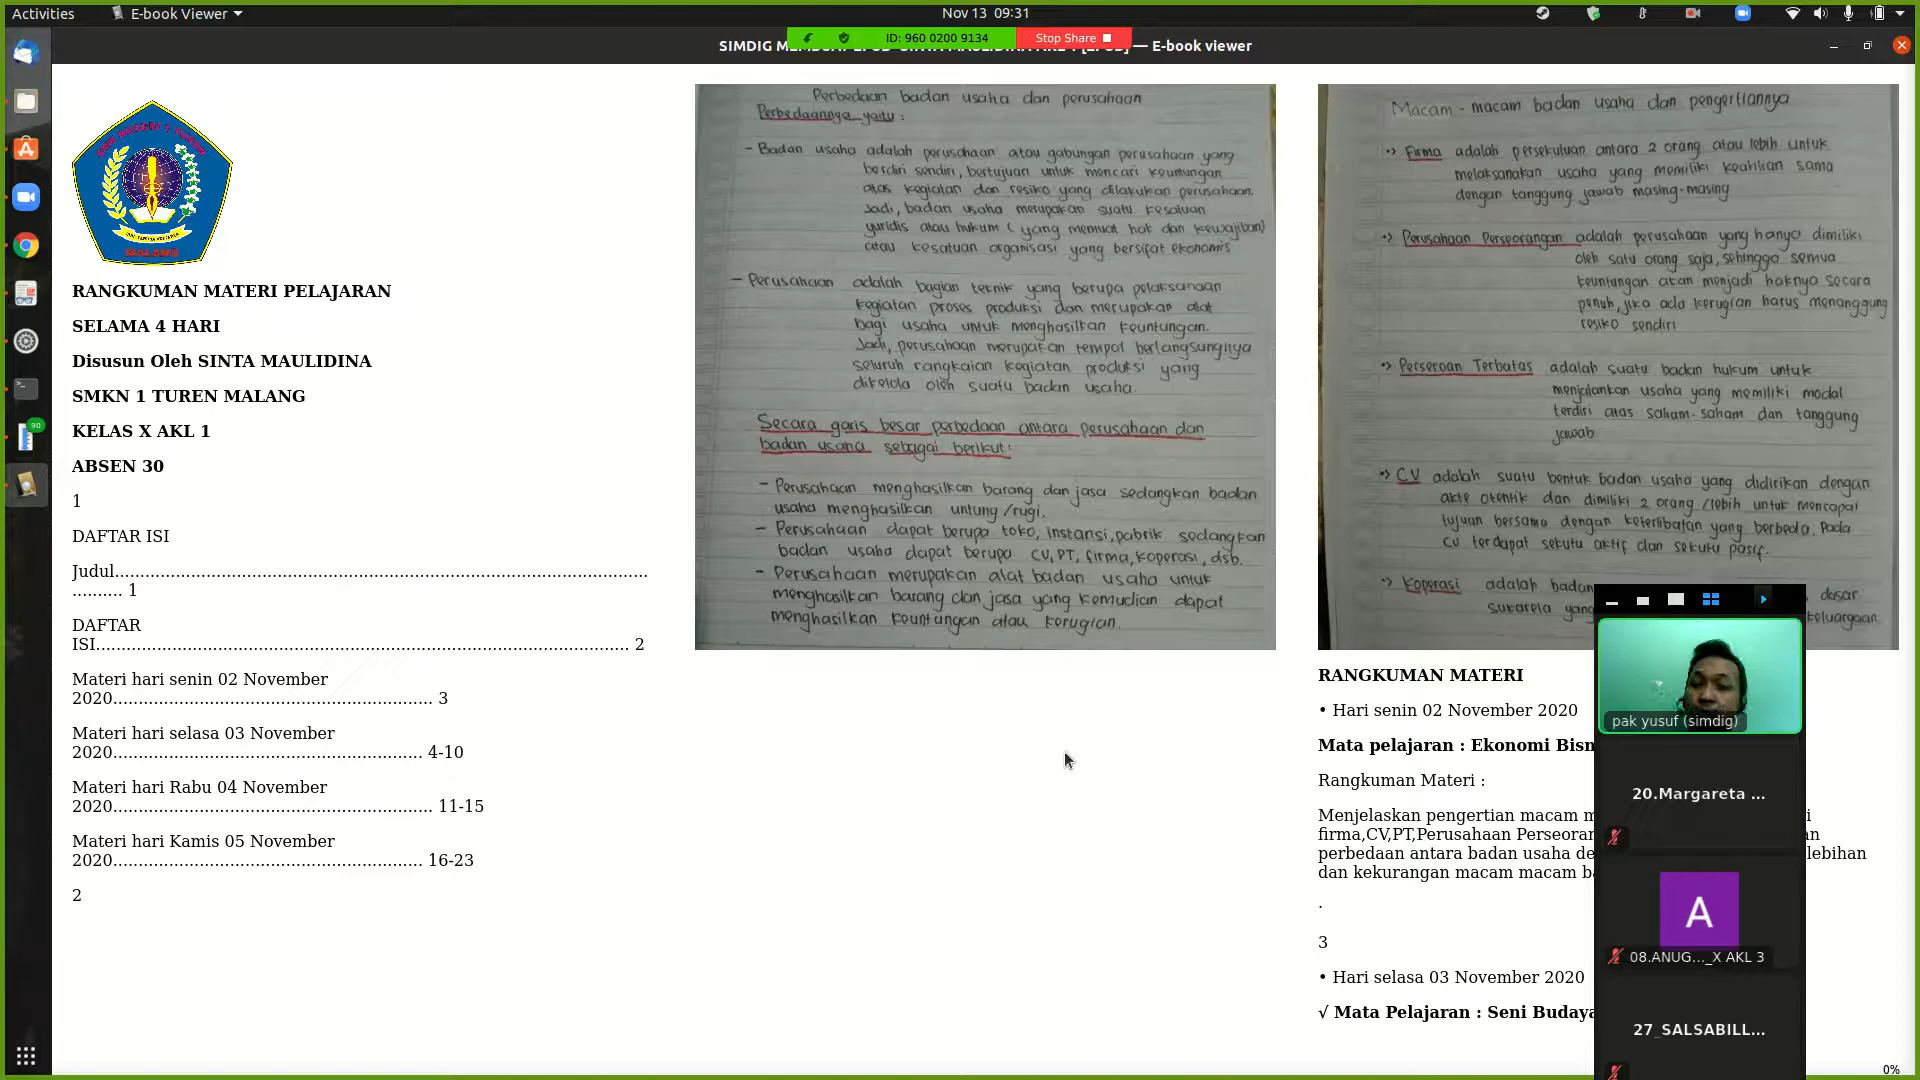 Activities
E-book Viewer
Nov 13 09:31
ID: 960 0200 9134
Stop Share
— E-book viewer
90
MALANG
RANGKUMAN MATERI PELAJARAN
SELAMA 4 HARI
Disusun Oleh SINTA MAULIDINA
SMKN 1 TUREN MALANG
KELAS X AKL 1
ABSEN 30
1
DAFTAR ISI
Judul..............................................................................................................
.......... 1
DAFTAR
ISI.............................................................................................................. 2
Materi hari senin 02 November
2020.................................................................. 3
Materi hari selasa 03 November
2020................................................................ 4-10
Materi hari Rabu 04 November
2020.................................................................. 11-15
Materi hari Kamis 05 November
2020................................................................ 16-23
2
Perbedaan badan usaha dan perusahaan
Perbedaannya yaitu :
- Badan usaha adalah perusahaan atau gabungan perusahaan yang
berdiri sendiri, bertujuan untuk mencari keuntungan
atas kegiatan dan resiko yang dilakukan perusahaan.
Jadi, badan usaha merupakan suatu kesatuan
yuridis atau hukum ( yang memuat hak dan kewajiban)
atau kesatuan organisasi yang bersifat ekonomis
- Perusahaan adalah bagian teknik yang berupa pelaksanaan
kegiatan proses produksi dan merupakan alat
bagi usaha untuk menghasilkan keuntungan.
Jadi, perusahaan merupakan tempat berlangsungnya
seluruh rangkaian kegiatan produksi yang
dikelola oleh suatu badan usaha.
Secara garis besar perbedaan antara perusahaan dan
badan usaha sebagai berikut:
- Perusahaan menghasilkan barang dan jasa sedangkan badan
usaha menghasilkan untung /rugi.
- Perusahaan dapat berupa toko, instansi, pabrik sedangkan
badan usaha dapat berupa CV, PT, firma, koperasi, dsb.
- Perusahaan merupakan alat badan usaha untuk
menghasilkan barang dan jasa yang kemudian dapat
menghasilkan keuntungan atau kerugian.
Macam - macam badan usaha dan pengertiannya
•> Firma adalah persekutuan antara 2 orang atau lebih untuk
melaksanakan usaha yang memiliki keahlian sama
dengan tanggung jawab masing-masing
•> Perusahaan Perseorangan adalah perusahaan yang hanya dimiliki
oleh satu orang saja, sehingga semua
keuntungan akan menjadi haknya secara
penuh, jika ada kerugian harus menanggung
resiko sendiri
•> Perseroan Terbatas adalah suatu badan hukum untuk
menjalankan usaha yang memiliki modal
terdiri atas saham-saham dan tanggung
jawab
•> CV adalah suatu bentuk badan usaha yang didirikan dengan
akte otentik dan dimiliki 2 orang /lebih untuk mencapai
tujuan bersama dengan keterlibatan yang berbeda. Pada
CV terdapat sekutu aktif dan sekutu pasif.
•> Koperasi adalah badan dasar
sukarela yang keluargaan
RANGKUMAN MATERI
• Hari senin 02 November 2020
Mata pelajaran : Ekonomi Bisn
Rangkuman Materi :
Menjelaskan pengertian macam m
firma,CV,PT,Perusahaan Perseoran
perbedaan antara badan usaha de lebihan
dan kekurangan macam macam ba
.
3
• Hari selasa 03 November 2020
√ Mata Pelajaran : Seni Budaya
pak yusuf (simdig)
20.Margareta ...
A
08.ANUG..._X AKL 3
27_SALSABILL...
0%